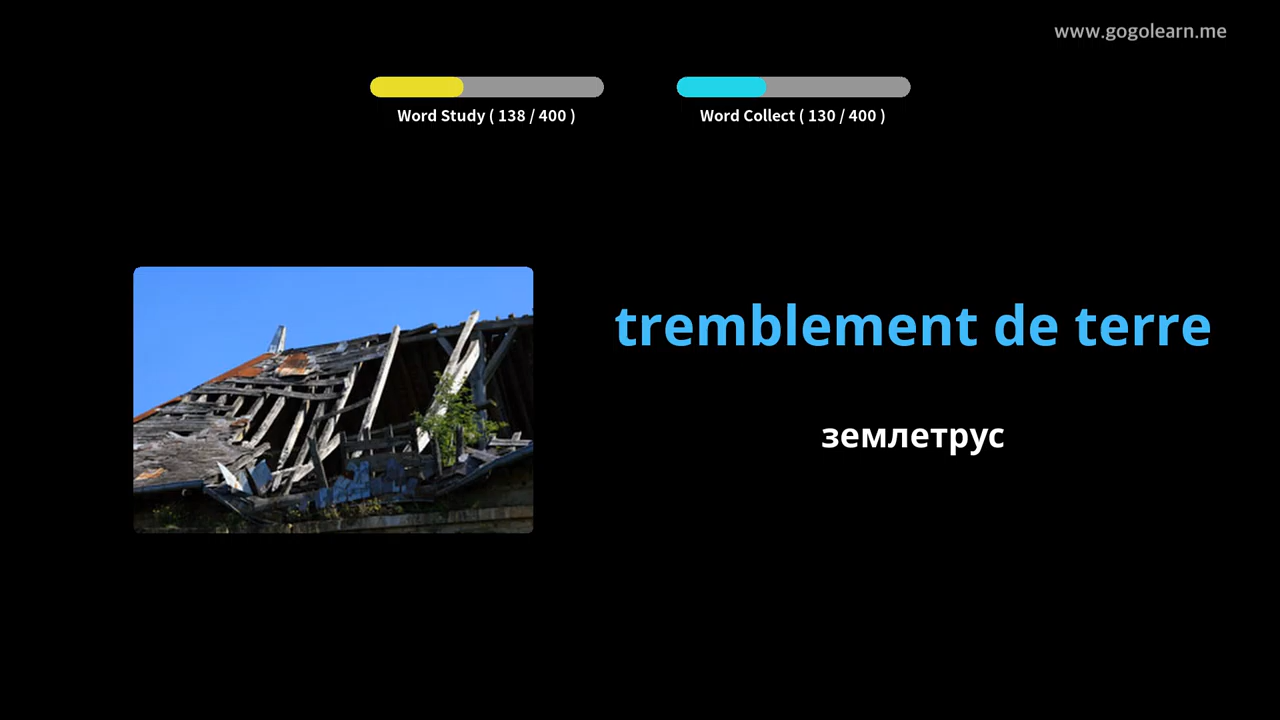 www.gogolearn.me
Word Study ( 138 / 400 )
Word Collect ( 130 / 400 )
tremblement de terre
землетрус